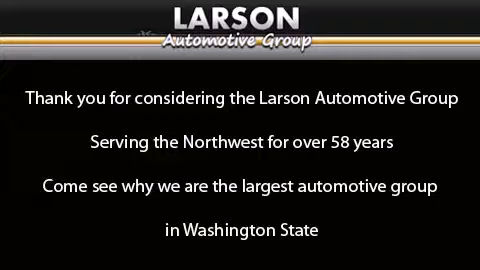 LARSON
Automotive Group
Thank you for considering the Larson Automotive Group
Serving the Northwest for over 58 years
Come see why we are the largest automotive group
in Washington State